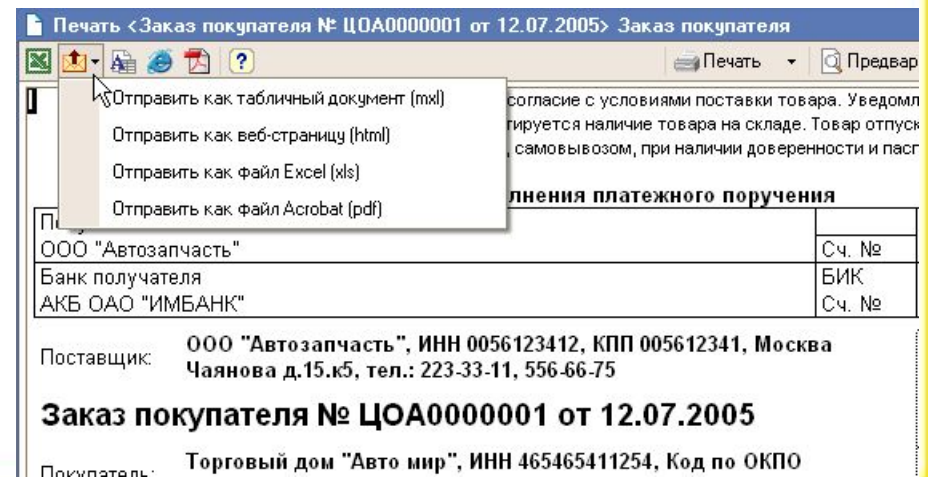 Печать <Заказ покупателя № ЦОА0000001 от 12.07.2005> Заказ покупателя
Печать
Предвар
Отправить как табличный документ (mxl)
Отправить как веб-страницу (html)
Отправить как файл Excel (xls)
Отправить как файл Acrobat (pdf)
согласие с условиями поставки товара. Уведомл
тируется наличие товара на складе. Товар отпуск
, самовывозом, при наличии доверенности и пасп
лнения платежного поручения
ООО "Автозапчасть"
Сч. №
Банк получателя
БИК
АКБ ОАО "ИМБАНК"
Сч. №
Поставщик:
ООО "Автозапчасть", ИНН 0056123412, КПП 005612341, Москва
Чаянова д.15.к5, тел.: 223-33-11, 556-66-75
Заказ покупателя № ЦОА0000001 от 12.07.2005
Покупатель:
Торговый дом "Авто мир", ИНН 465465411254, Код по ОКПО